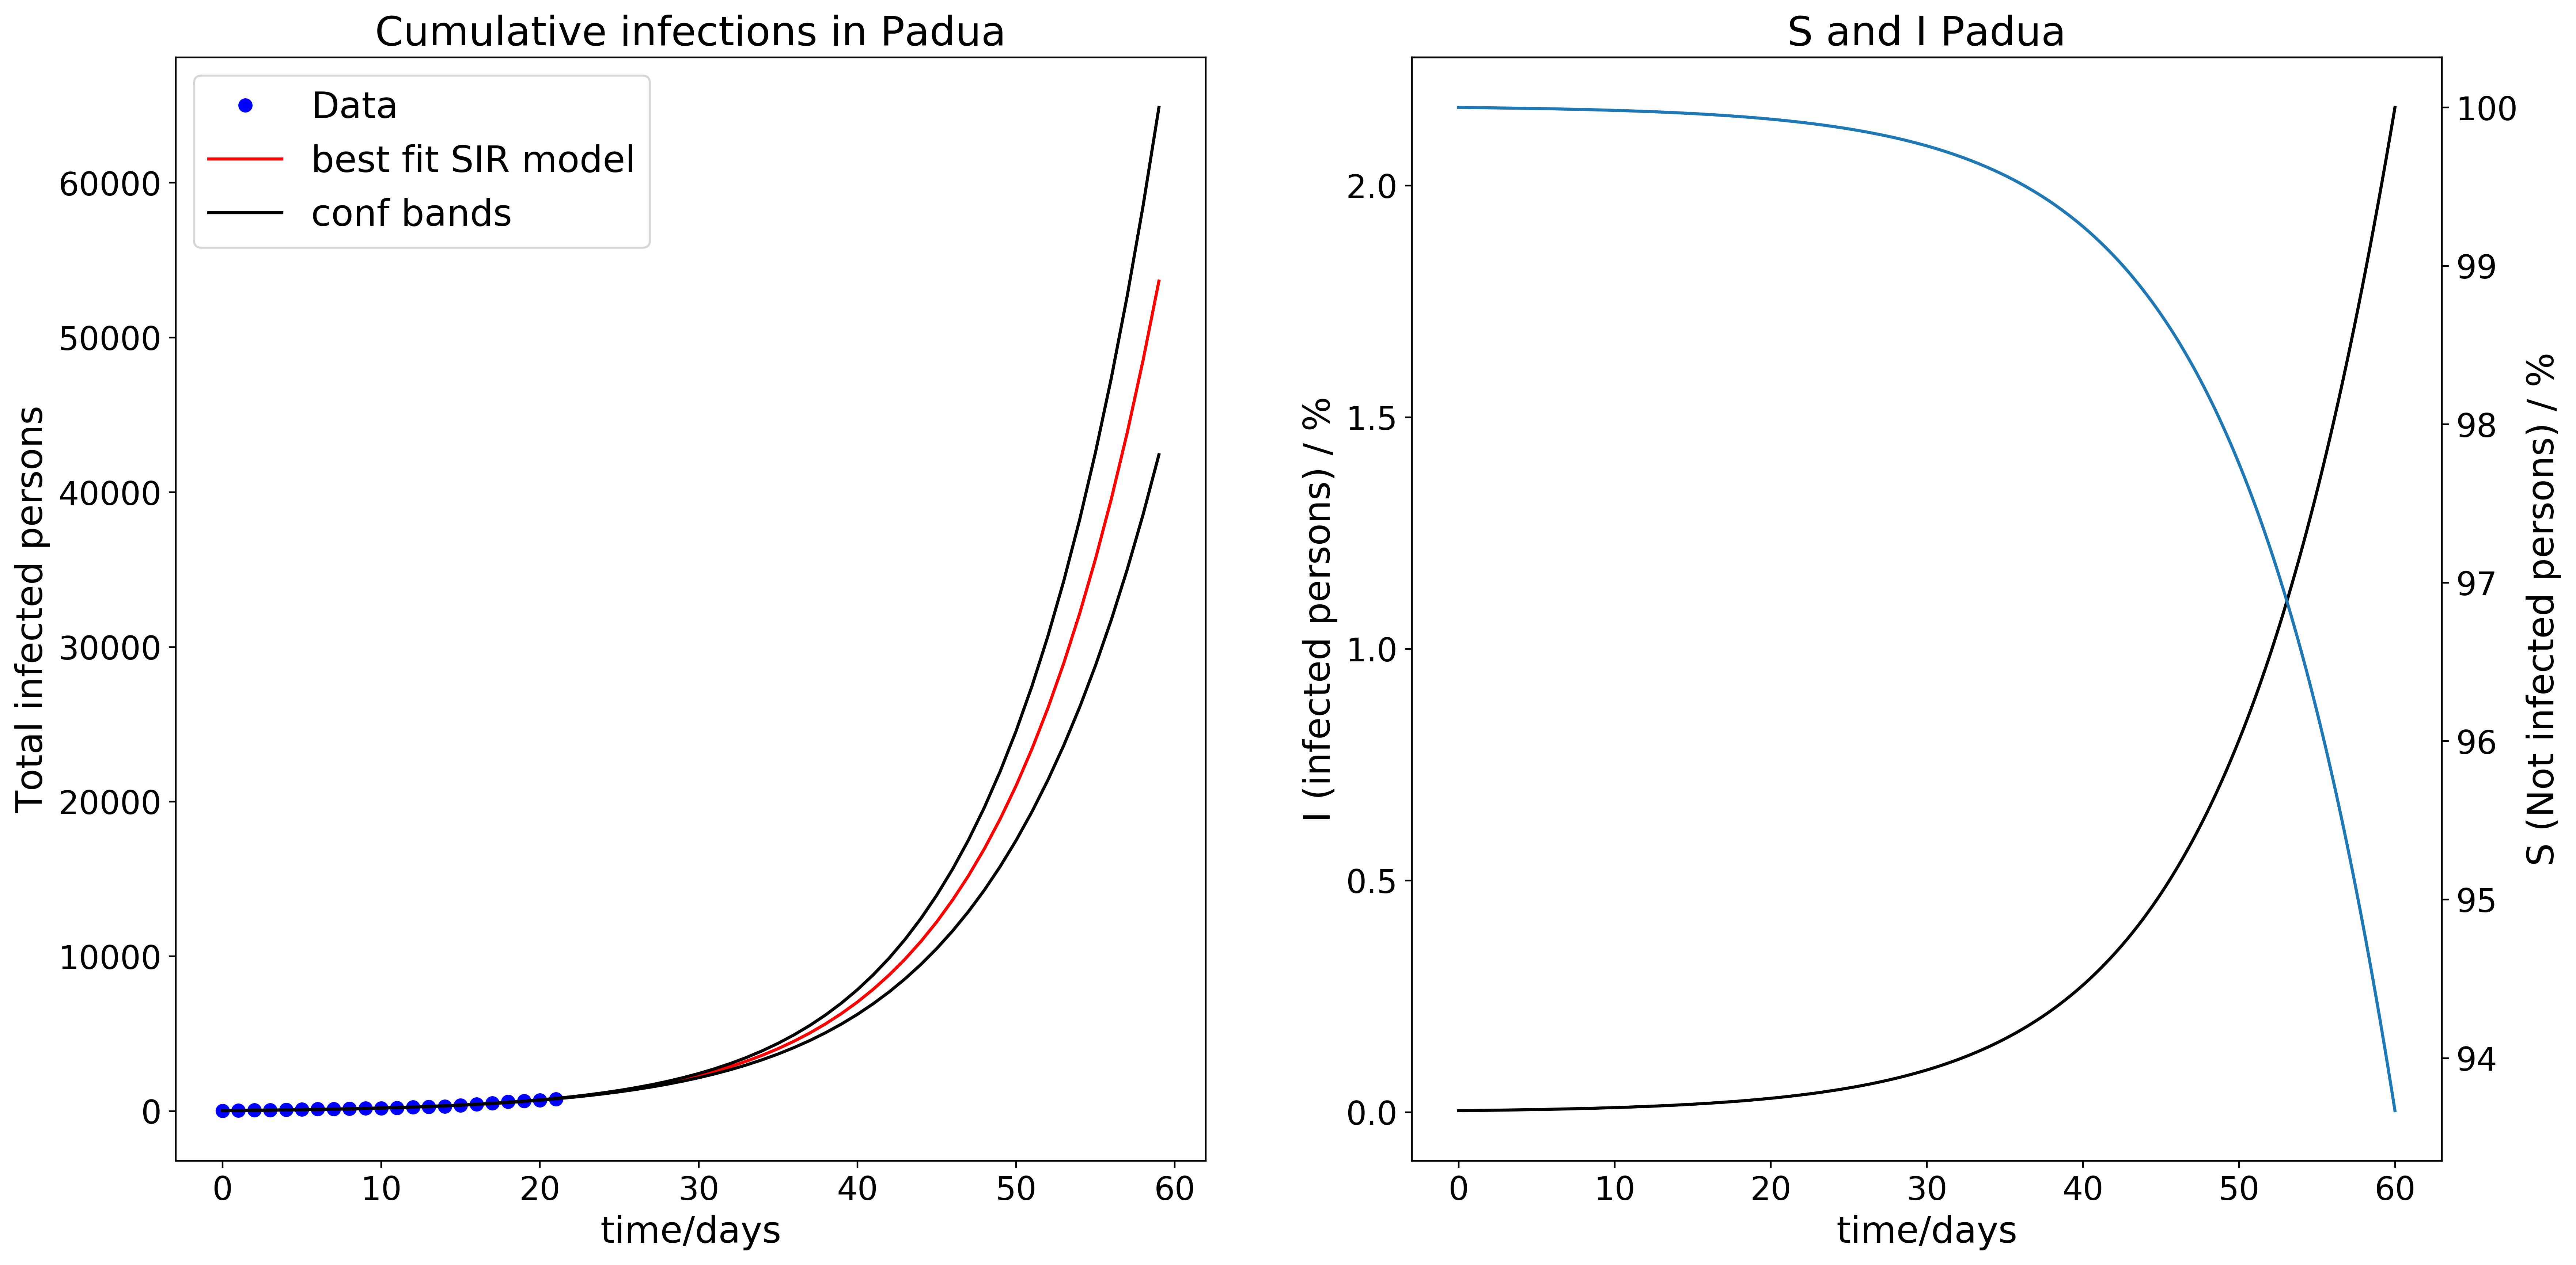 Cumulative infections in Padua
Data
best fit SIR model
conf bands
Total infected persons
60000
50000
40000
30000
20000
10000
0
0 10 20 30 40 50 60
time/days
S and I Padua
I (infected persons) / %
2.0
1.5
1.0
0.5
0.0
100
99
98
97
96
95
94
S (Not infected persons) / %
0 10 20 30 40 50 60
time/days